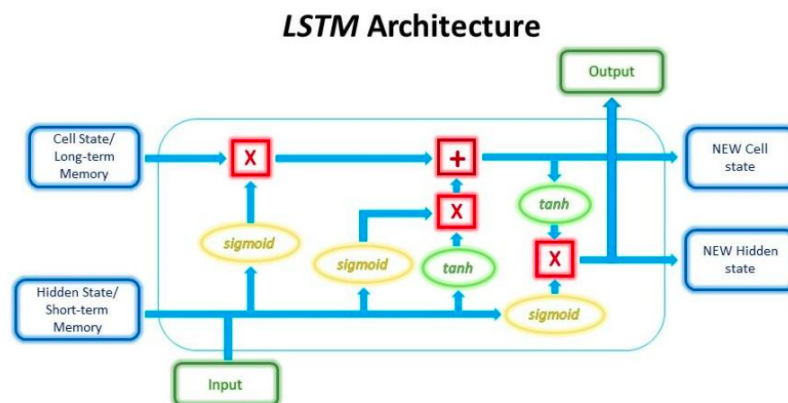 LSTM Architecture
Output
Cell State/
Long-term
Memory
X
+
NEW Cell
state
X
tanh
sigmoid
sigmoid
tanh
X
NEW Hidden
state
Hidden State/
Short-term
Memory
sigmoid
Input